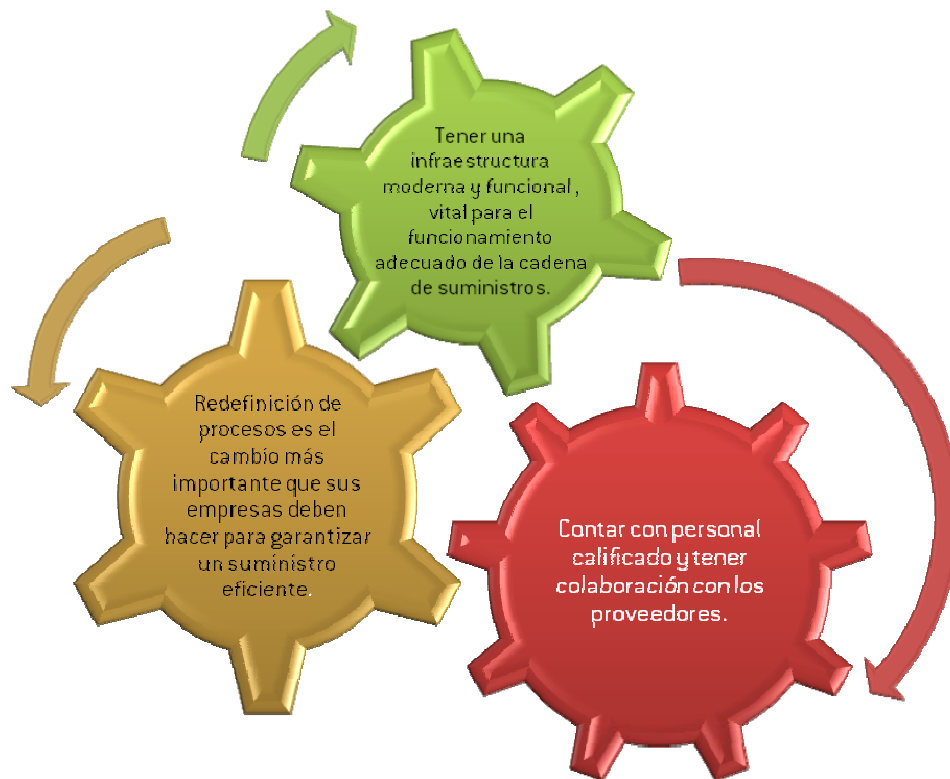 Tener una
infraestructura
moderna y funcional,
vital para el
funcionamiento
adecuado de la cadena
de suministros.
Redefinición de
procesos es el
cambio más
importante que sus
empresas deben
hacer para garantizar
un suministro
eficiente.
Contar con personal
calificado y tener
colaboración con los
proveedores.